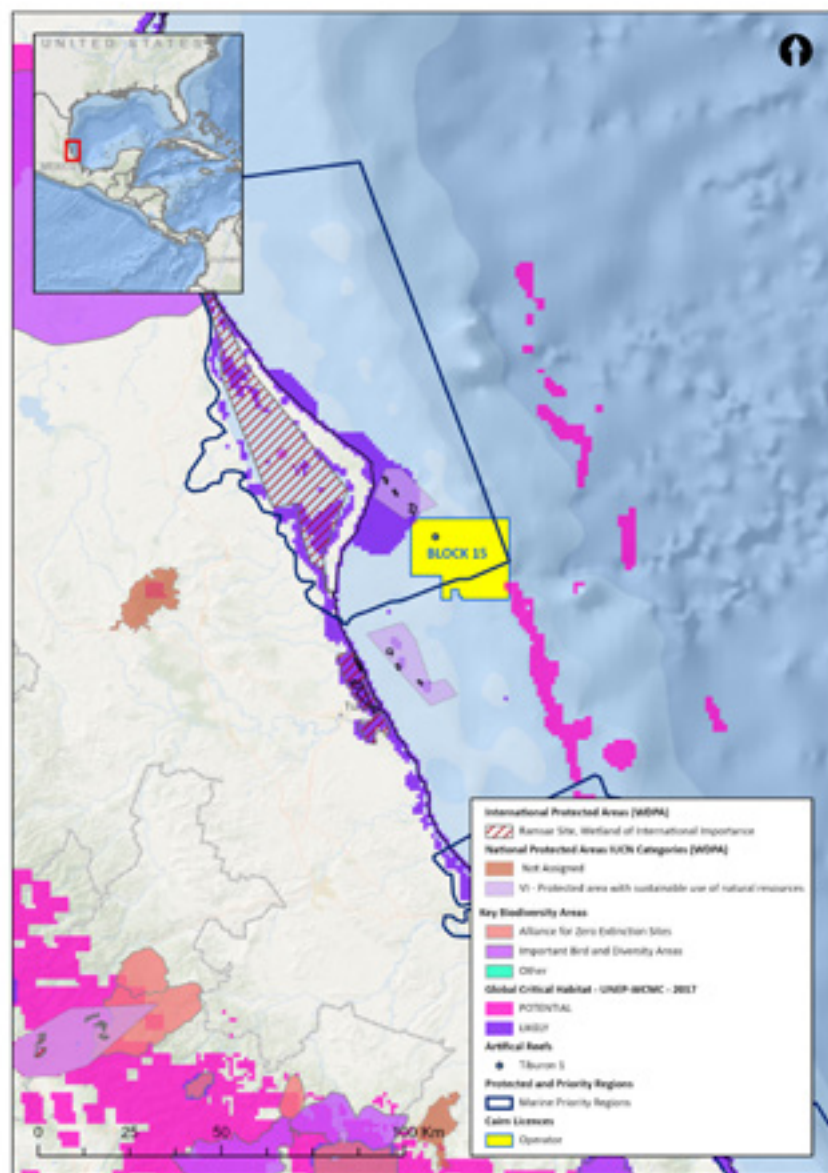 UNITED STATES
BLOCK 15
International Protected Areas (WDPA)
Ramsar Site, Wetland of International Importance
National Protected Areas IUCN Categories (WDPA)
Not Assigned
VI - Protected area with sustainable use of natural resources
Key Biodiversity Areas
Alliance for Zero Extinction Sites
Important Bird and Diversity Areas
Other
Global Critical Habitat - UNEP-WCMC - 2017
POTENTIAL
LIKELY
Artifical Reefs
Protected and Priority Regions
Marine Priority Regions
Cairn Licences
Operator
0 25 50 100 Km